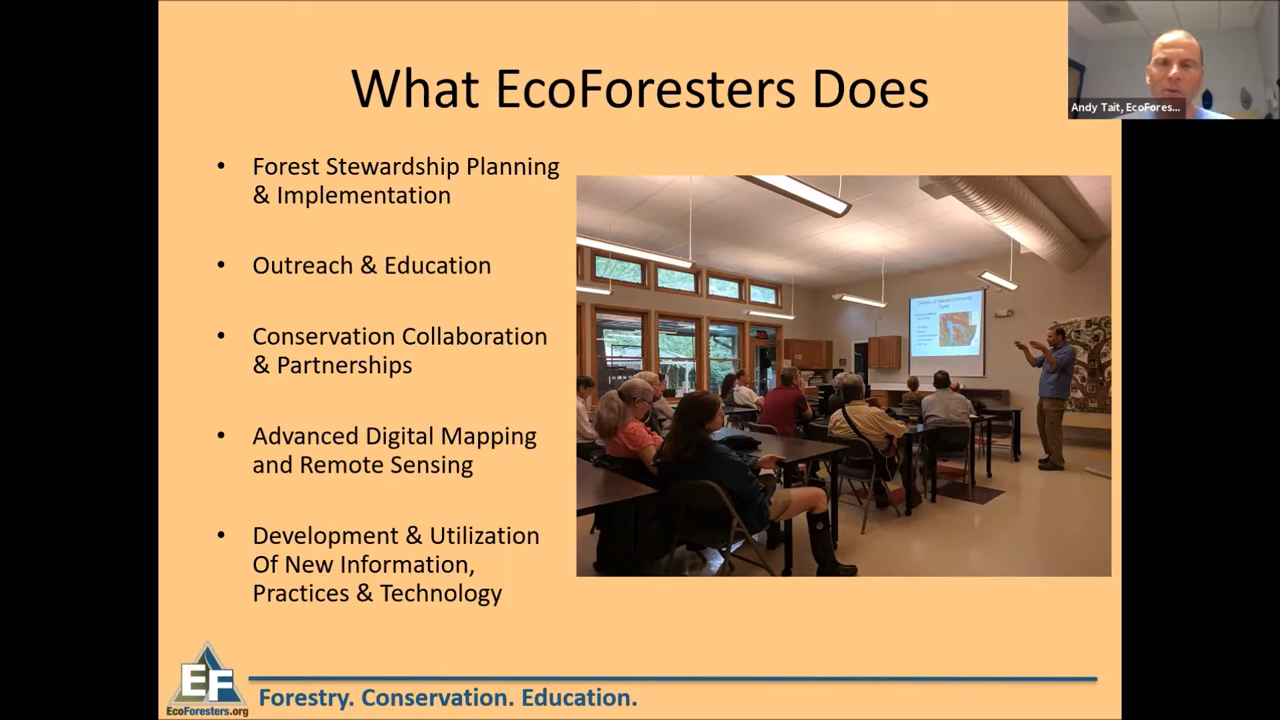 What EcoForesters Does
Andy Tait, EcoFores...
• Forest Stewardship Planning
& Implementation
• Outreach & Education
• Conservation Collaboration
& Partnerships
• Advanced Digital Mapping
and Remote Sensing
• Development & Utilization
Of New Information,
Practices & Technology
EF
EcoForesters.org
Forestry. Conservation. Education.